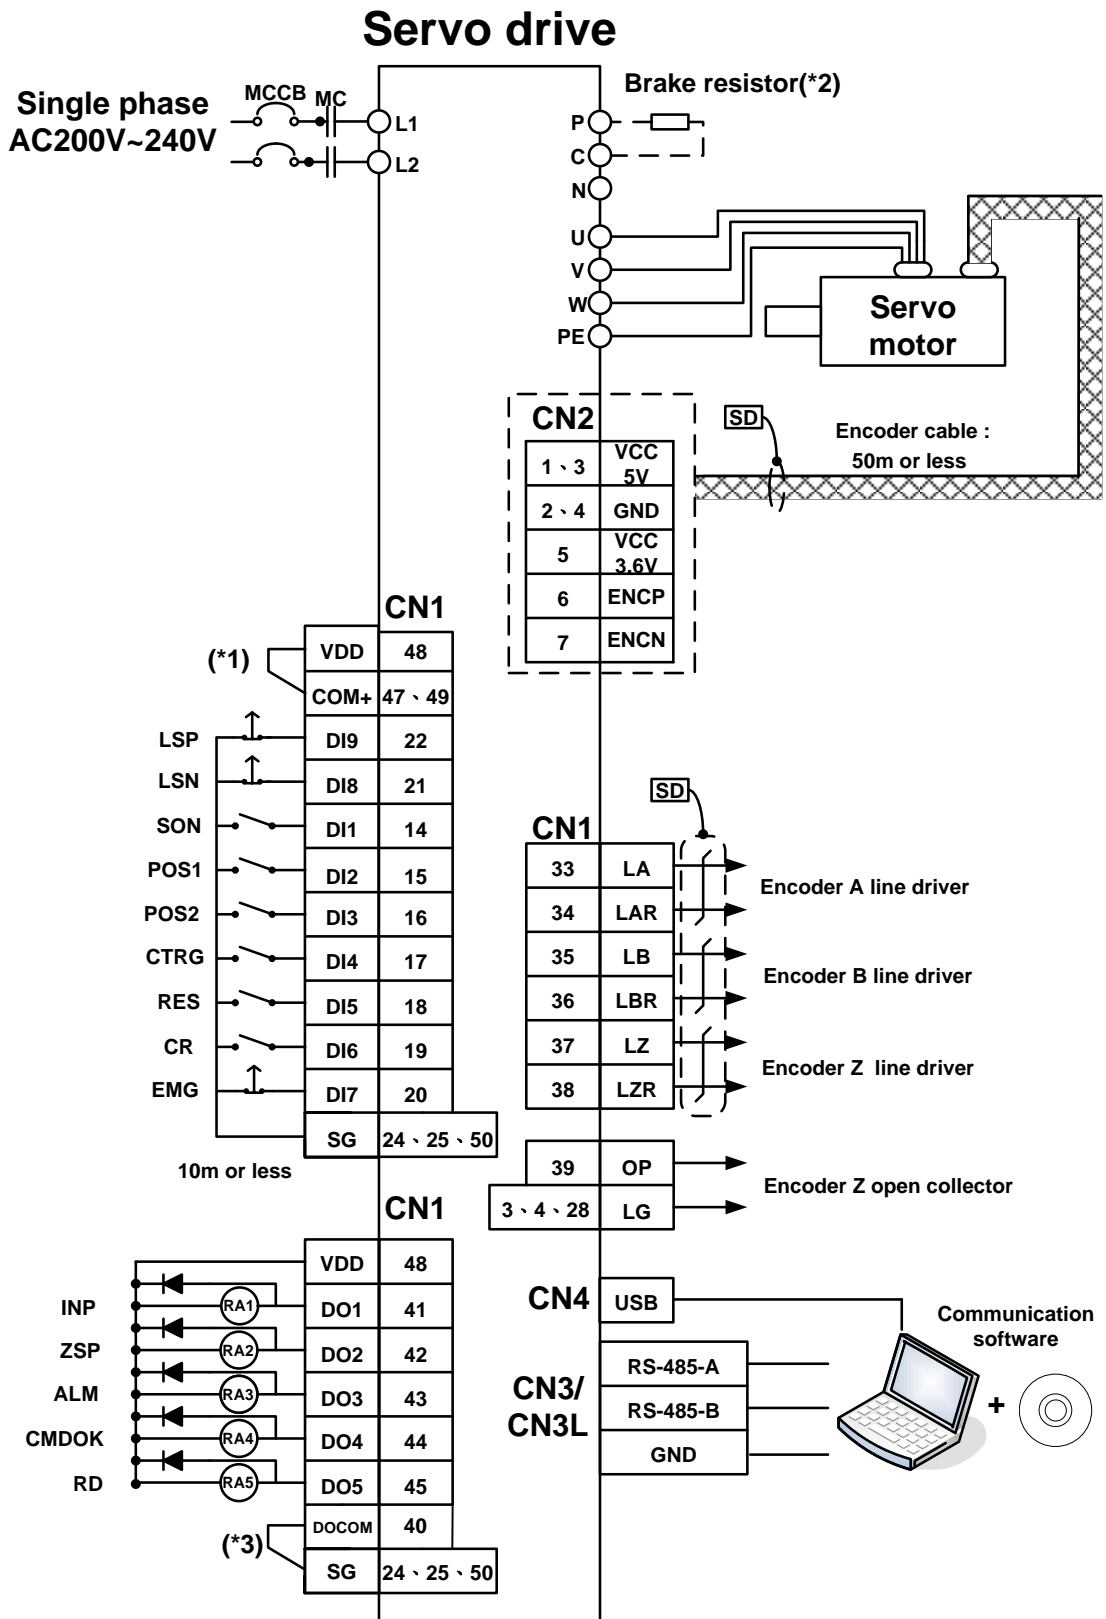 Servo drive
Single phase
AC200V~240V
MCCB
MC
L1
L2
Brake resistor(*2)
P
C
N
U
V
W
PE
Servo
motor
SD
Encoder cable :
50m or less
CN2
1、3 VCC 5V
2、4 GND
5 VCC 3.6V
6 ENCP
7 ENCN
CN1
(*1)
VDD 48
COM+ 47、49
LSP DI9 22
LSN DI8 21
SON DI1 14
POS1 DI2 15
POS2 DI3 16
CTRG DI4 17
RES DI5 18
CR DI6 19
EMG DI7 20
SG 24、25、50
10m or less
SD
CN1
33 LA
34 LAR
Encoder A line driver
35 LB
36 LBR
Encoder B line driver
37 LZ
38 LZR
Encoder Z line driver
39 OP
3、4、28 LG
Encoder Z open collector
CN1
VDD 48
INP RA1 DO1 41
ZSP RA2 DO2 42
ALM RA3 DO3 43
CMDOK RA4 DO4 44
RD RA5 DO5 45
(*3)
DOCOM 40
SG 24、25、50
CN4 USB
CN3/
CN3L
RS-485-A
RS-485-B
GND
Communication
software
+